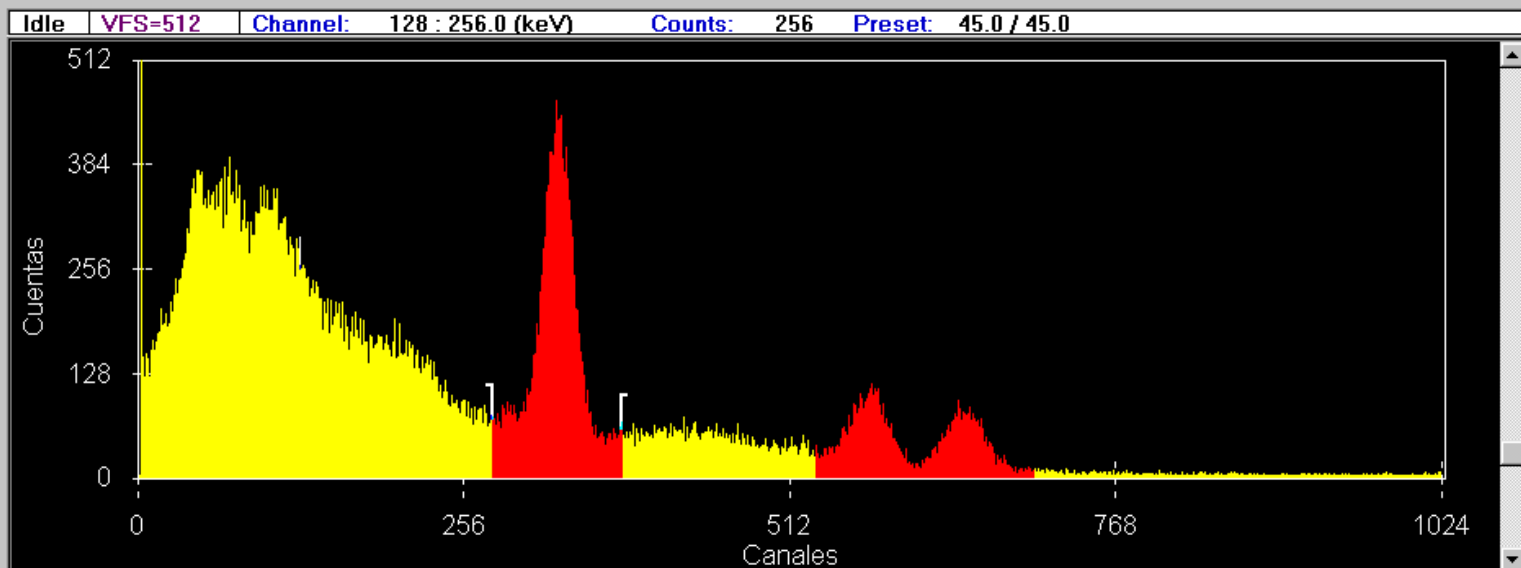 Idle VFS=512 Channel: 128 : 256.0 (keV) Counts: 256 Preset: 45.0 / 45.0
512
384
256
128
0
Cuentas
0 256 512 768 1024
Canales